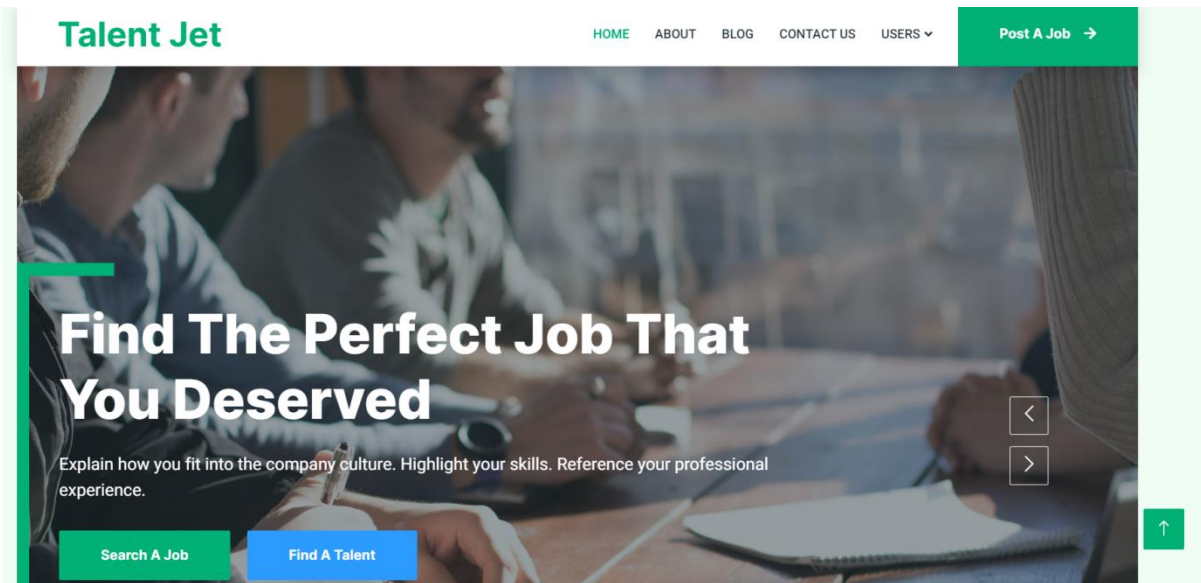 Talent Jet
HOME ABOUT BLOG CONTACT US USERS
Post A Job
Find The Perfect Job That
You Deserved
Explain how you fit into the company culture. Highlight your skills. Reference your professional
experience.
Search A Job
Find A Talent